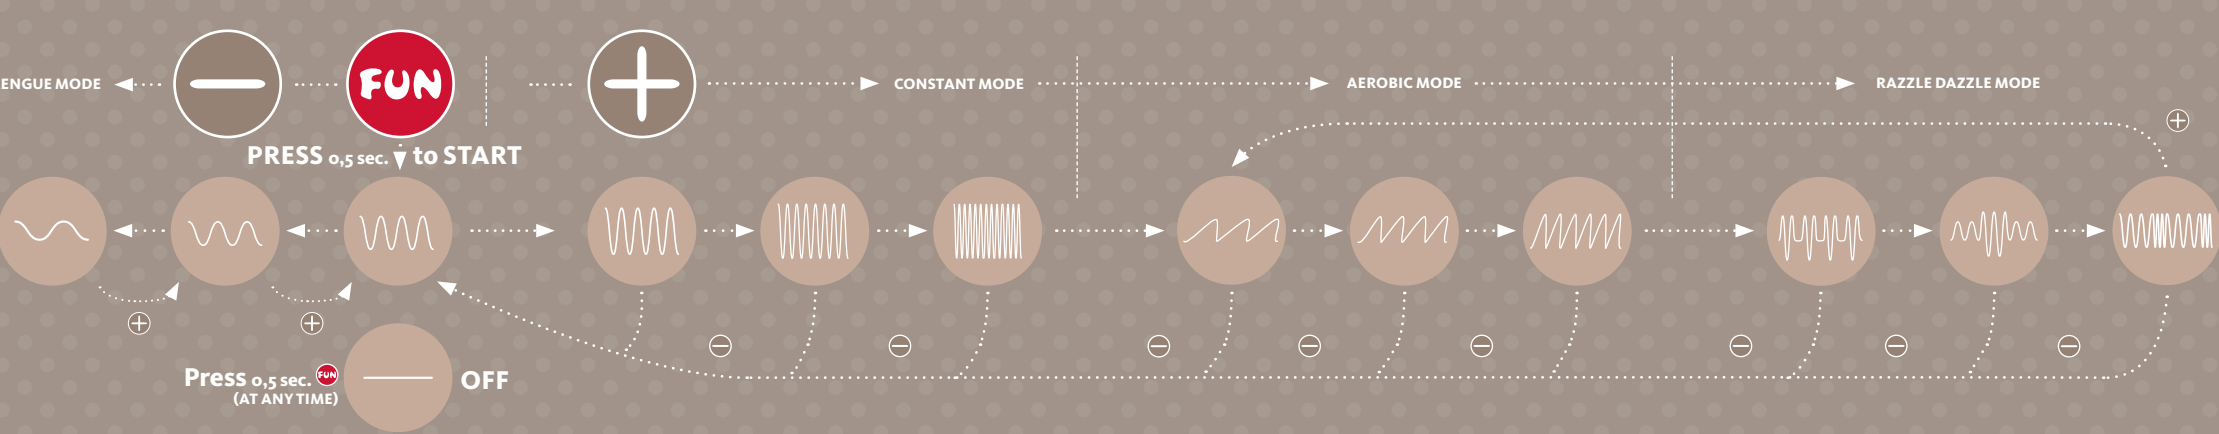 ENGUE MODE
FUN
CONSTANT MODE
AEROBIC MODE
RAZZLE DAZZLE MODE
PRESS 0,5 sec. to START
Press 0,5 sec. FUN
(AT ANY TIME)
OFF